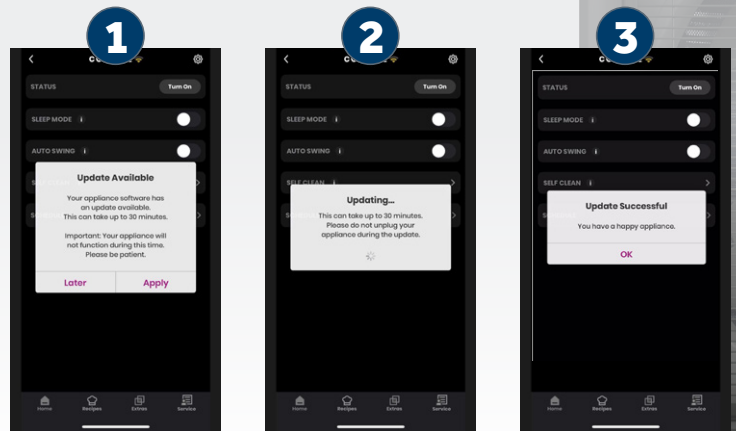 1
STATUS
Turn On
SLEEP MODE i
AUTO SWING i
Update Available
Your appliance software has
an update available.
This can take up to 30 minutes.
Important: Your appliance will
not function during this time.
Please be patient.
Later Apply
Home Recipes Extras Service
2
STATUS
Turn On
SLEEP MODE i
AUTO SWING i
SELF CLEAN i
Updating...
This can take up to 30 minutes.
Please do not unplug your
appliance during the update.
Home Recipes Extras Service
3
STATUS
Turn On
SLEEP MODE i
AUTO SWING i
SELF CLEAN i
Update Successful
You have a happy appliance.
OK
Home Recipes Extras Service